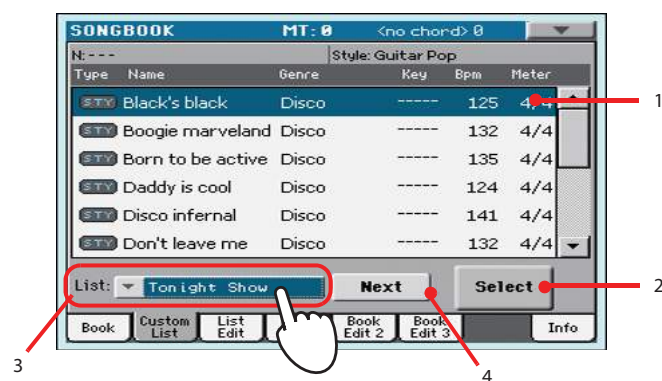 SONGBOOK MT: 0 <no chord> 0
N: --- Style: Guitar Pop
Type Name Genre Key Bpm Meter
STY Black's black Disco ----- 125 4/4 1
STY Boogie marveland Disco ----- 132 4/4
STY Born to be active Disco ----- 135 4/4
STY Daddy is cool Disco ----- 124 4/4
STY Disco infernal Disco ----- 141 4/4
STY Don't leave me Disco ----- 132 4/4
List: Tonight Show Next Select 2
Book Custom List List Edit Book Edit 2 Book Edit 3 Info
3 4